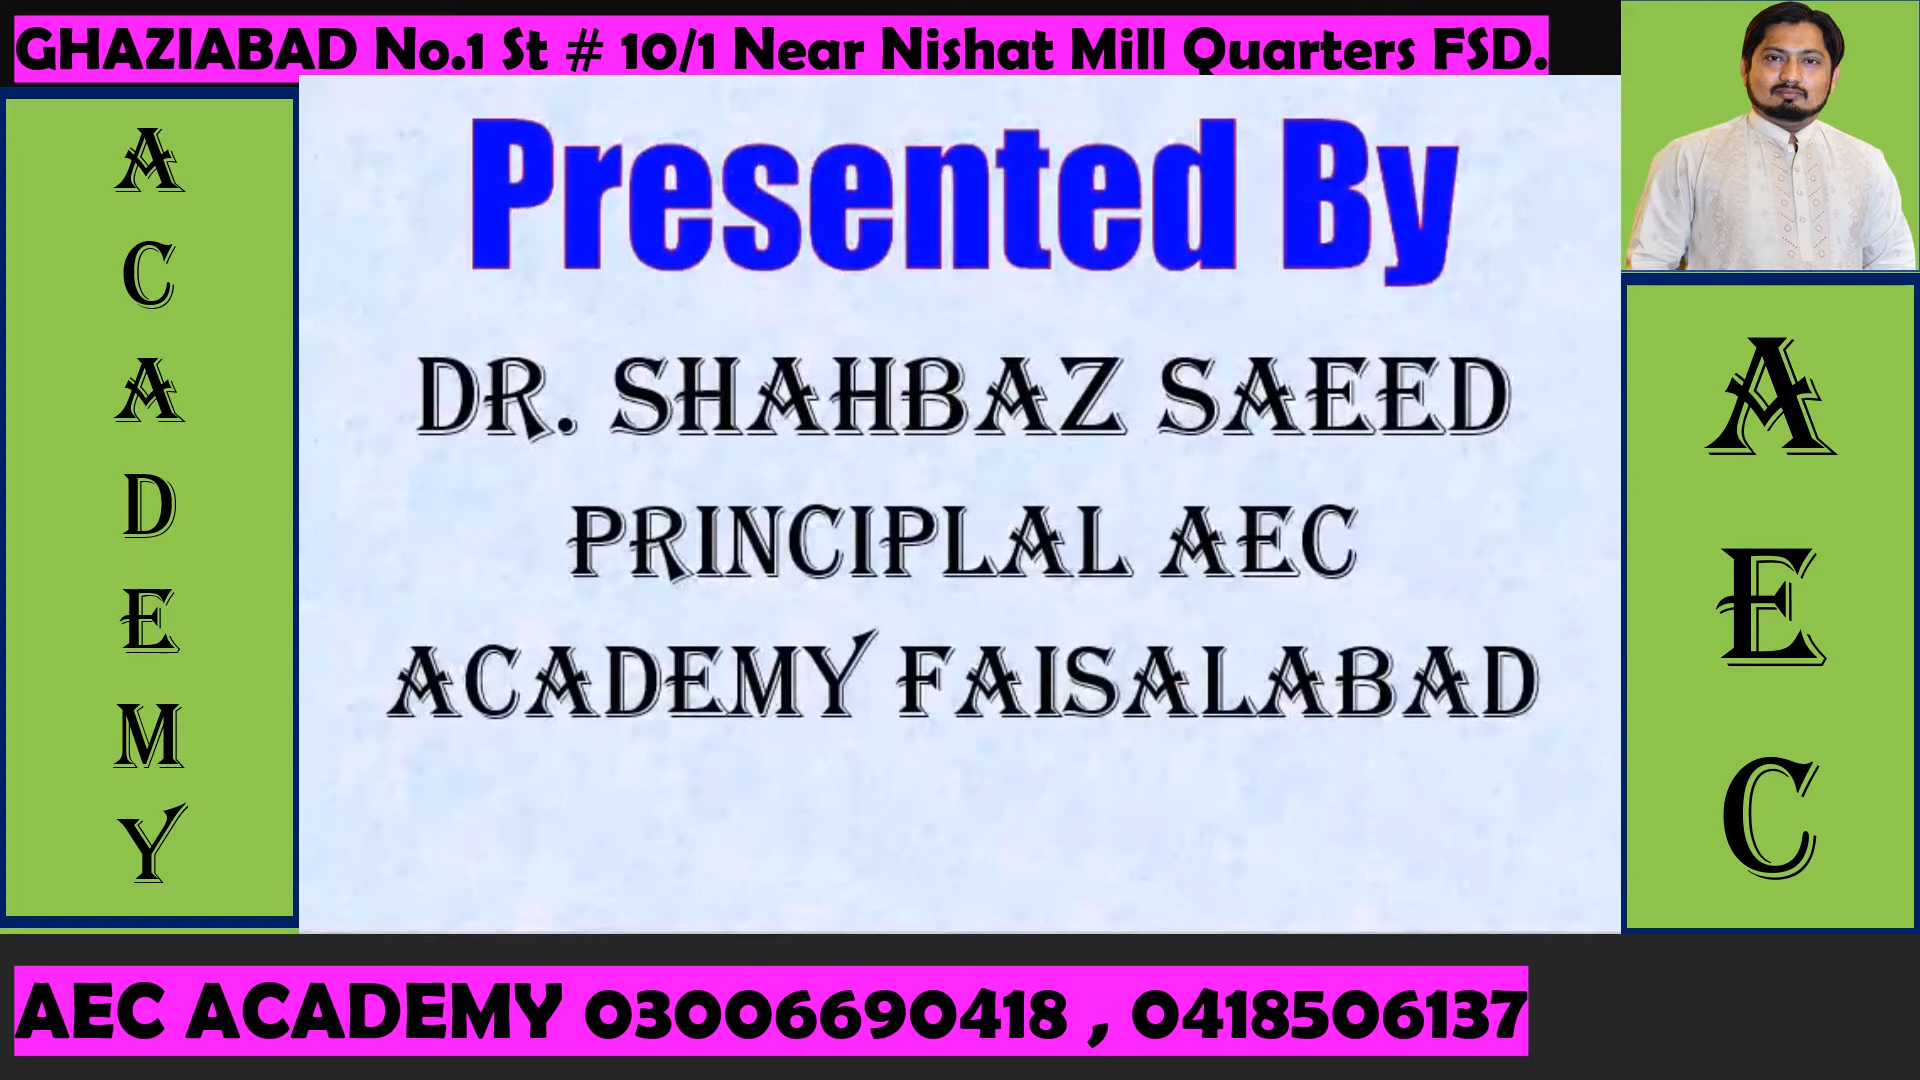 GHAZIABAD No.1 St # 10/1 Near Nishat Mill Quarters FSD.
A
C
A
D
E
M
Y
Presented By
DR. SHAHBAZ SAEED
PRINCIPLAL AEC
ACADEMY FAISALABAD
A
E
C
AEC ACADEMY 03006690418 , 0418506137